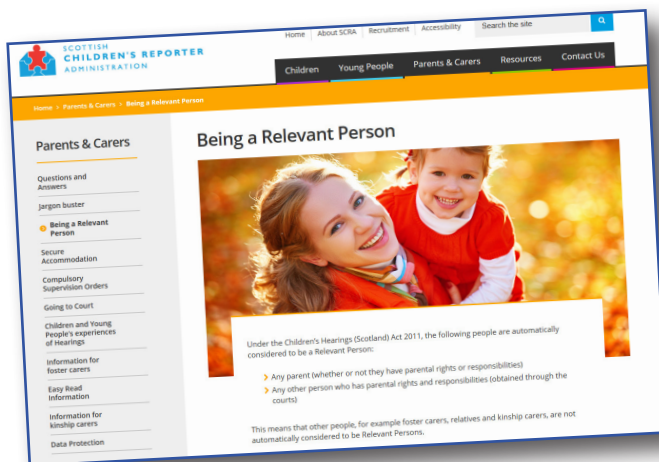 SCOTTISH
CHILDREN'S REPORTER
ADMINISTRATION
Home About SCRA Recruitment Accessibility Search the site
Children Young People Parents & Carers Resources Contact Us
Home › Parents & Carers › Being a Relevant Person
Parents & Carers
Questions and
Answers
Jargon buster
Being a Relevant
Person
Secure
Accommodation
Compulsory
Supervision Orders
Going to Court
Children and Young
People's experiences
of Hearings
Information for
foster carers
Easy Read
Information
Information for
kinship carers
Data Protection
Being a Relevant Person
Under the Children's Hearings (Scotland) Act 2011, the following people are automatically
considered to be a Relevant Person:
Any parent (whether or not they have parental rights or responsibilities)
Any other person who has parental rights and responsibilities (obtained through the
courts)
This means that other people, for example foster carers, relatives and kinship carers, are not
automatically considered to be Relevant Persons.